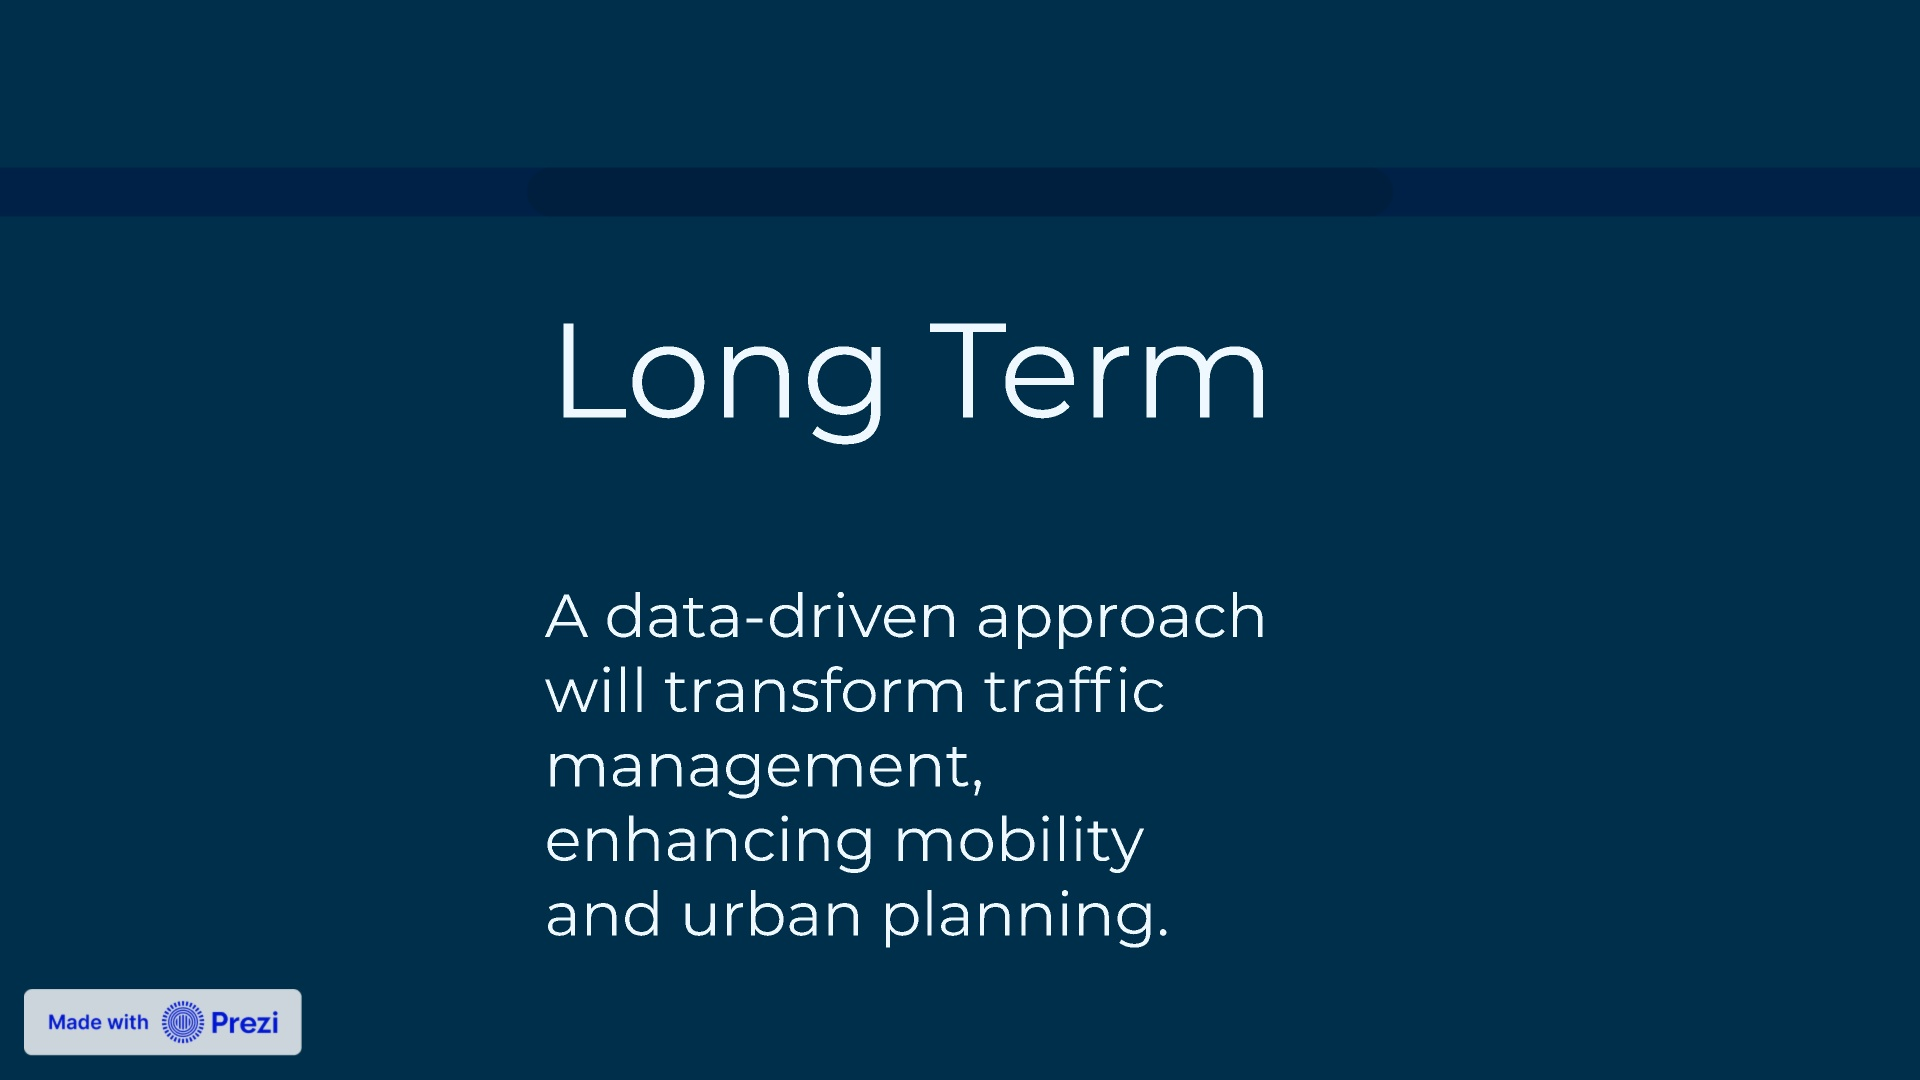 Long Term
A data-driven approach
will transform traffic
management,
enhancing mobility
and urban planning.
Made with Prezi